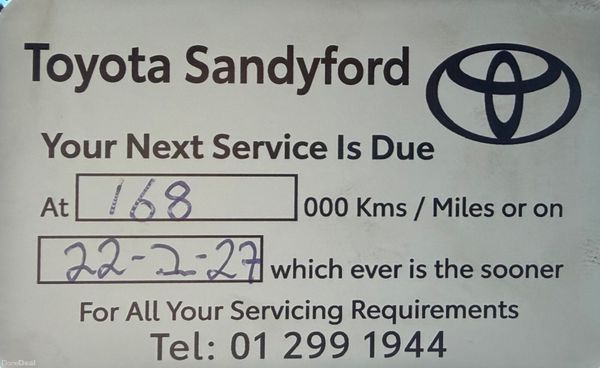 Toyota Sandyford
Your Next Service Is Due
At 168 000 Kms / Miles or on
22-2-27 which ever is the sooner
For All Your Servicing Requirements
Tel: 01 299 1944
DoneDeal